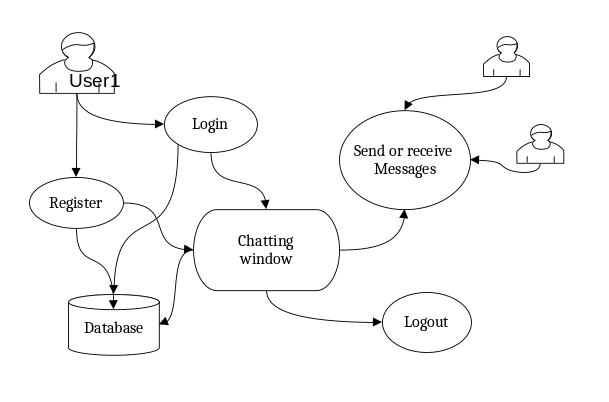 User1
Login
Send or receive
Messages
Register
Chatting
window
Database
Logout